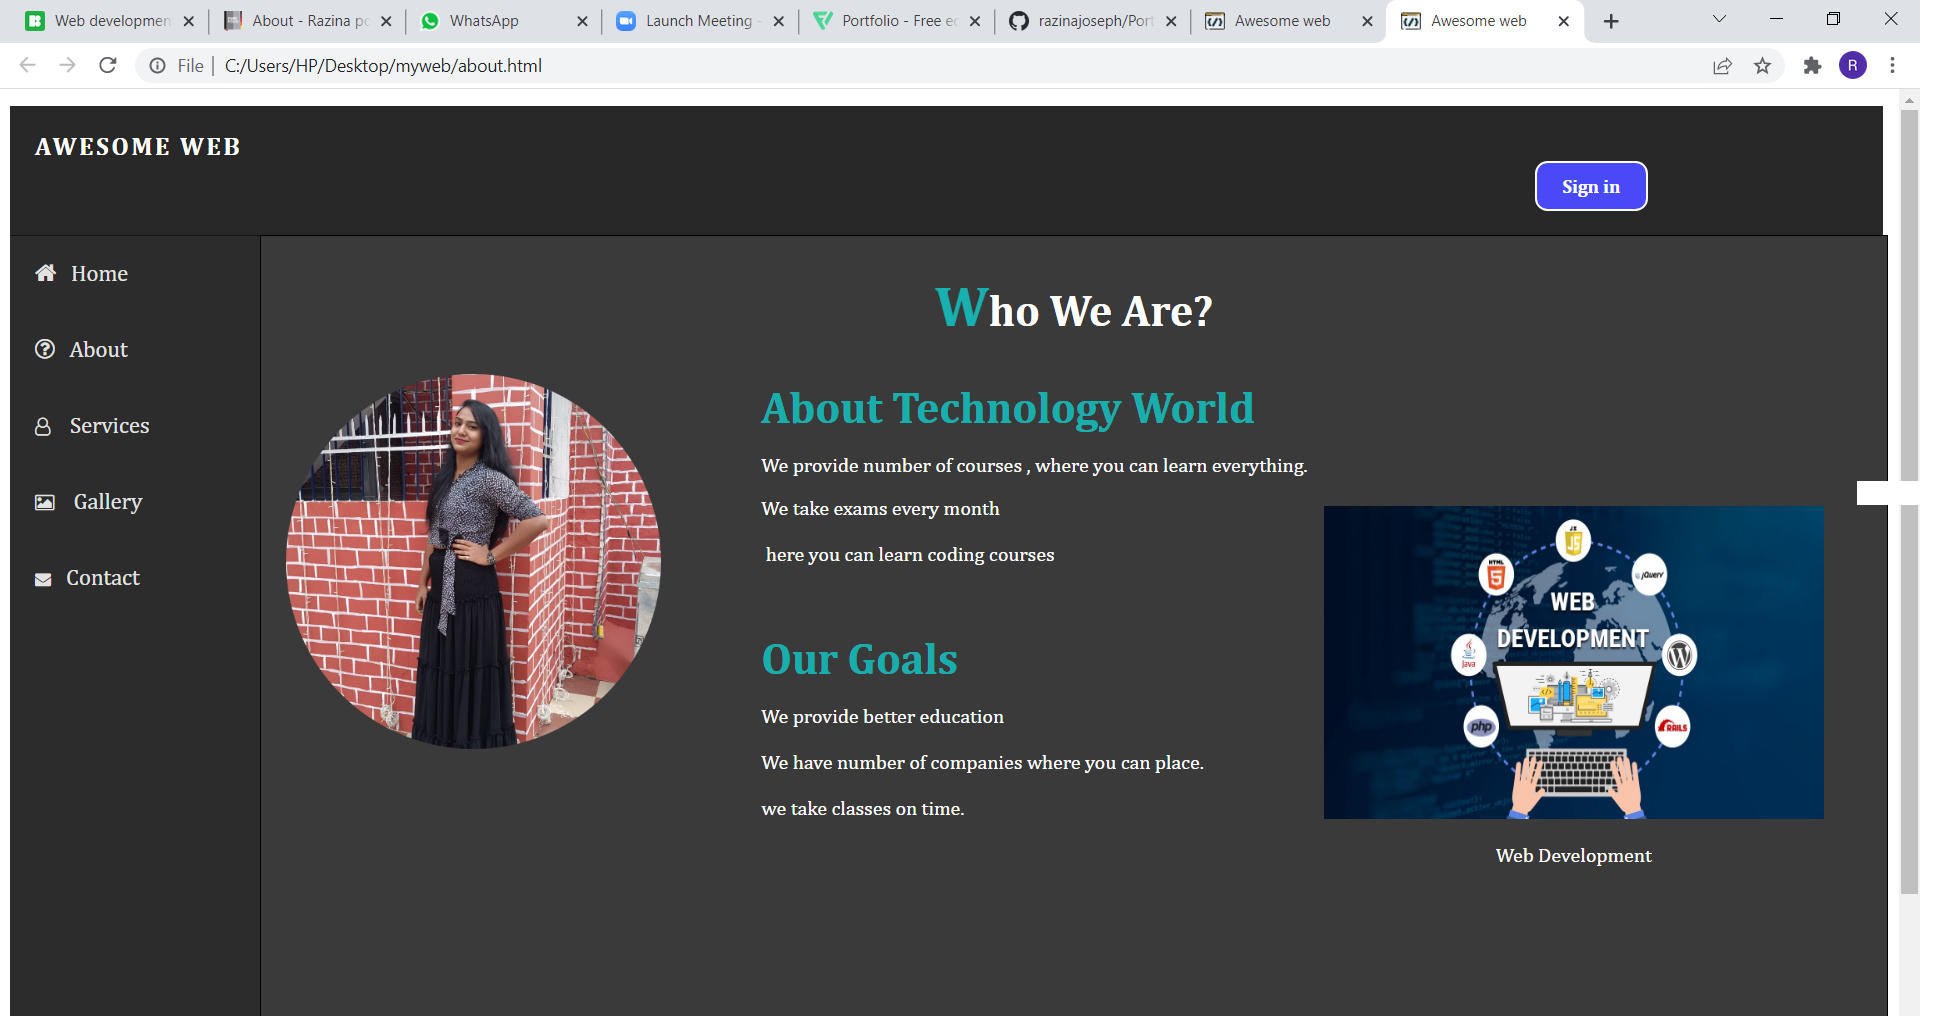 Web developmen
About - Razina po
WhatsApp
Launch Meeting -
Portfolio - Free ec
razinajoseph/Port
Awesome web
Awesome web
File | C:/Users/HP/Desktop/myweb/about.html
R
AWESOME WEB
Sign in
Home
About
Services
Gallery
Contact
Who We Are?
About Technology World
We provide number of courses , where you can learn everything.
We take exams every month
here you can learn coding courses
Our Goals
We provide better education
We have number of companies where you can place.
we take classes on time.
JS
HTML
5
jQuery
WEB
DEVELOPMENT
Java
php
RAILS
Web Development